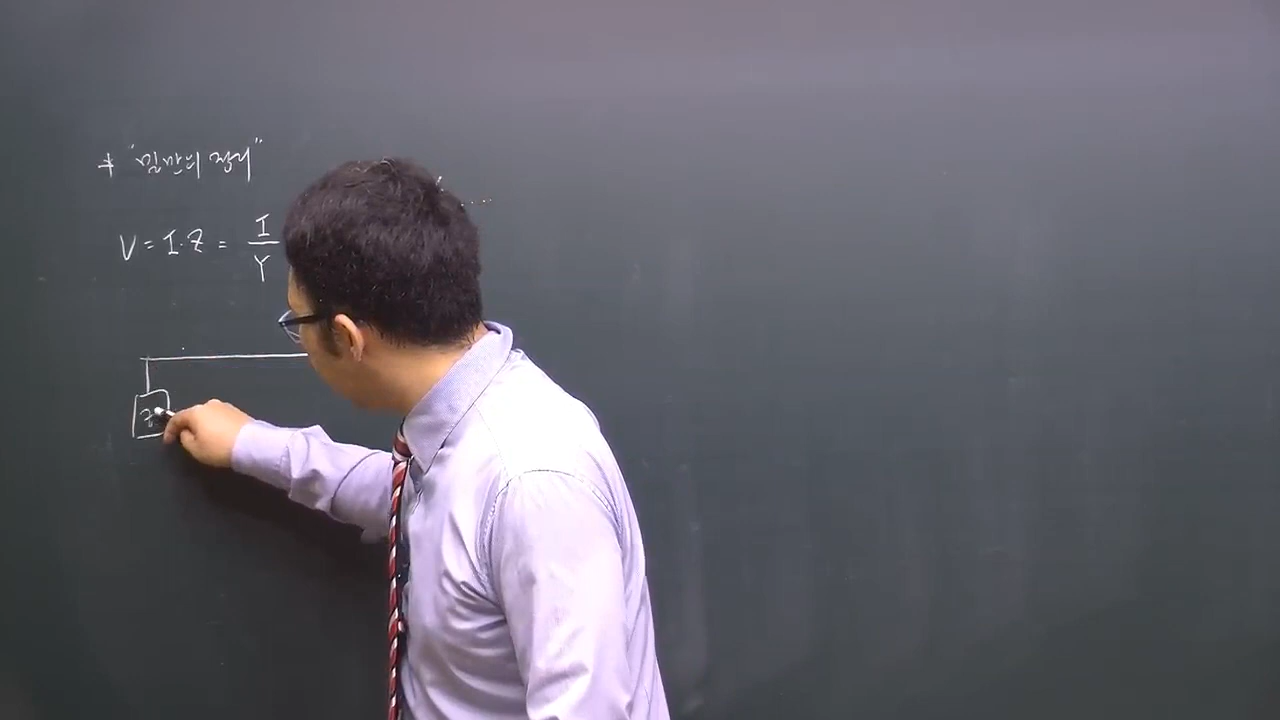 * "밀만의 정리"
V = I·Z = I/Y
Z